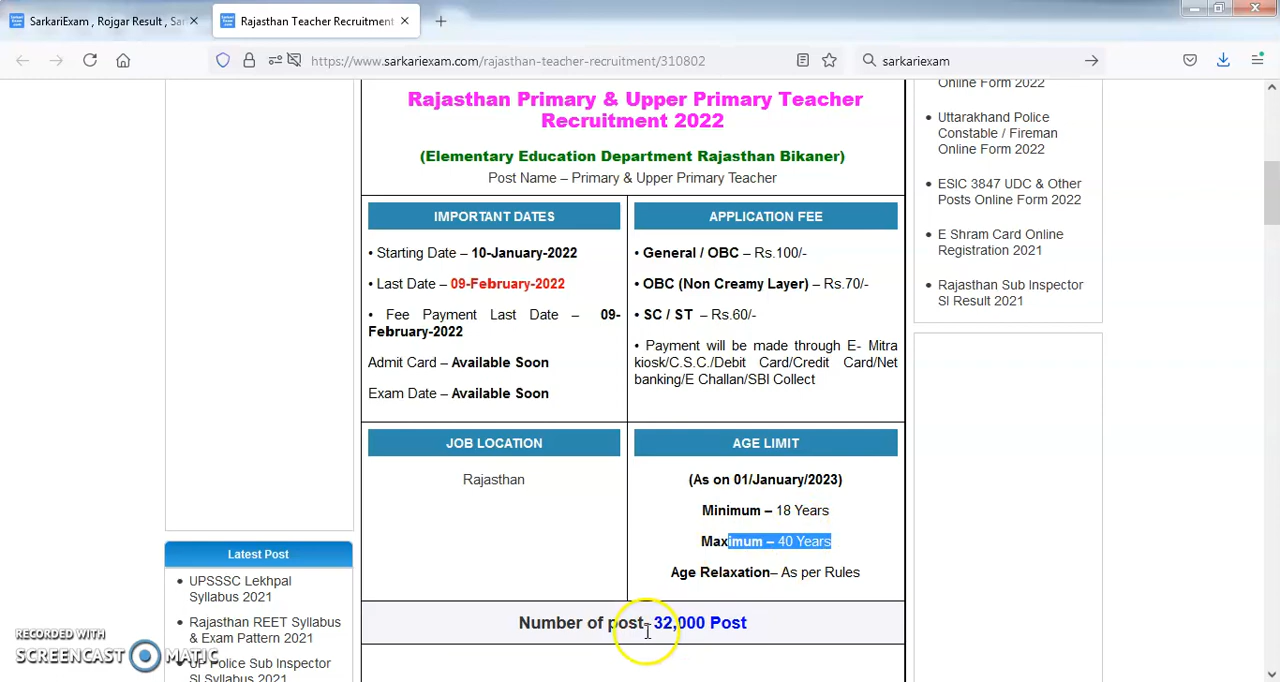 SarkariExam , Rojgar Result , Sar
Rajasthan Teacher Recruitment
https://www.sarkariexam.com/rajasthan-teacher-recruitment/310802
sarkariexam
Rajasthan Primary & Upper Primary Teacher
Recruitment 2022
(Elementary Education Department Rajasthan Bikaner)
Post Name – Primary & Upper Primary Teacher
IMPORTANT DATES
• Starting Date – 10-January-2022
• Last Date – 09-February-2022
• Fee Payment Last Date – 09-
February-2022
Admit Card – Available Soon
Exam Date – Available Soon
APPLICATION FEE
• General / OBC – Rs.100/-
• OBC (Non Creamy Layer) – Rs.70/-
• SC / ST – Rs.60/-
• Payment will be made through E- Mitra
kiosk/C.S.C./Debit Card/Credit Card/Net
banking/E Challan/SBI Collect
JOB LOCATION
Rajasthan
AGE LIMIT
(As on 01/January/2023)
Minimum – 18 Years
Maximum – 40 Years
Age Relaxation– As per Rules
Number of post- 32,000 Post
Online Form 2022
• Uttarakhand Police
Constable / Fireman
Online Form 2022
• ESIC 3847 UDC & Other
Posts Online Form 2022
• E Shram Card Online
Registration 2021
• Rajasthan Sub Inspector
SI Result 2021
Latest Post
• UPSSSC Lekhpal
Syllabus 2021
• Rajasthan REET Syllabus
& Exam Pattern 2021
UP Police Sub Inspector
SI Syllabus 2021
RECORDED WITH
SCREENCAST MATIC